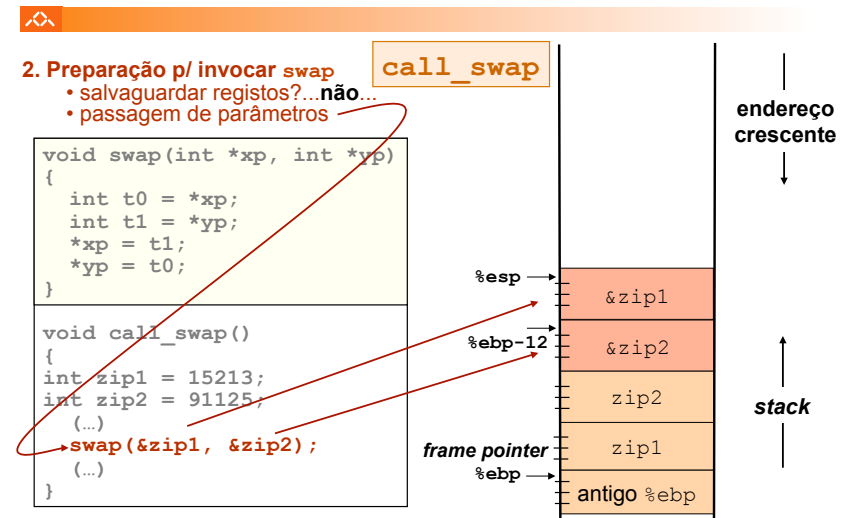 2. Preparação p/ invocar swap
• salvaguardar registos?...não...
• passagem de parâmetros
call_swap
void swap(int *xp, int *yp)
{
int t0 = *xp;
int t1 = *yp;
*xp = t1;
*yp = t0;
}
void call_swap()
{
int zip1 = 15213;
int zip2 = 91125;
(…)
swap(&zip1, &zip2);
(…)
}
endereço
crescente
%esp
&zip1
%ebp-12
&zip2
zip2
stack
frame pointer
zip1
%ebp
antigo %ebp